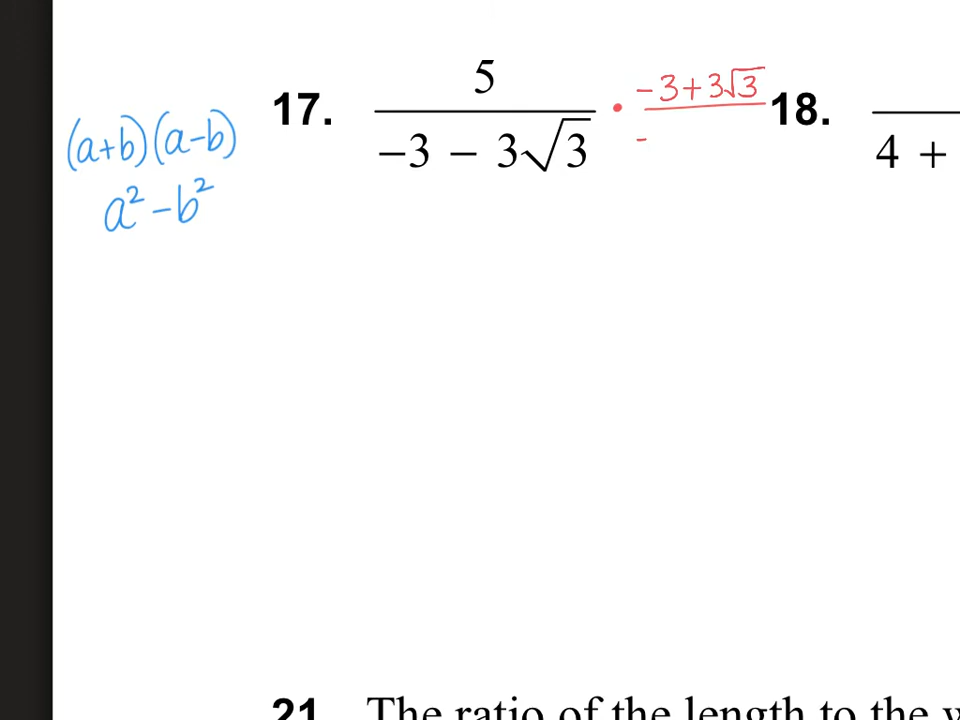 (a+b)(a-b)
a² - b²
17. 5 / (−3 − 3√3) · (-3+3√3) / -
18. 4 +
21 The ratio of the length to the w